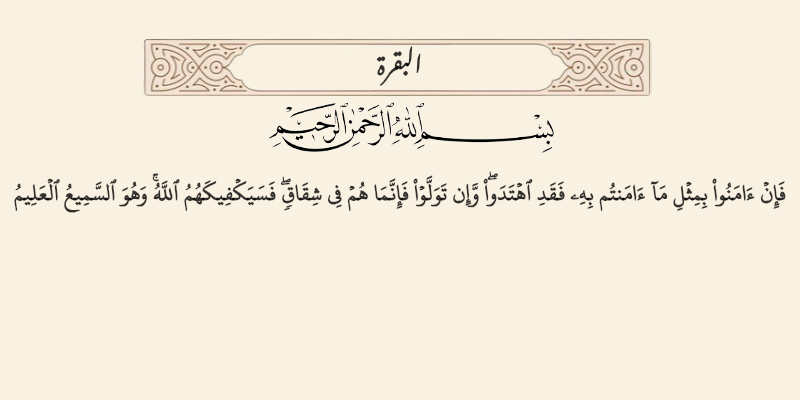 البقرة
بِسْمِ ٱللَّهِ ٱلرَّحْمَٰنِ ٱلرَّحِيمِ
فَإِنْ ءَامَنُوا۟ بِمِثْلِ مَآ ءَامَنتُم بِهِۦ فَقَدِ ٱهْتَدَوا۟ ۖ وَّإِن تَوَلَّوْا۟ فَإِنَّمَا هُمْ فِى شِقَاقٍ ۖ فَسَيَكْفِيكَهُمُ ٱللَّهُ ۚ وَهُوَ ٱلسَّمِيعُ ٱلْعَلِيمُ